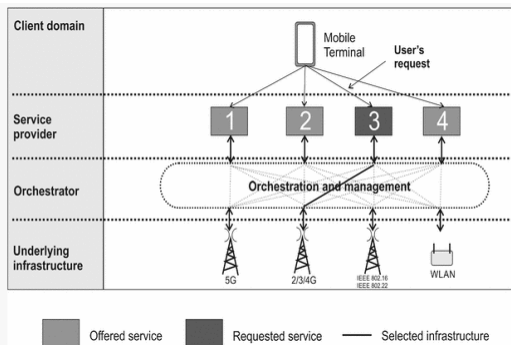 Client domain
Mobile
Terminal
User's
request
Service
provider
1
2
3
4
Orchestrator
Orchestration and management
Underlying
infrastructure
5G
2/3/4G
IEEE 802.16
IEEE 802.22
WLAN
Offered service
Requested service
Selected infrastructure